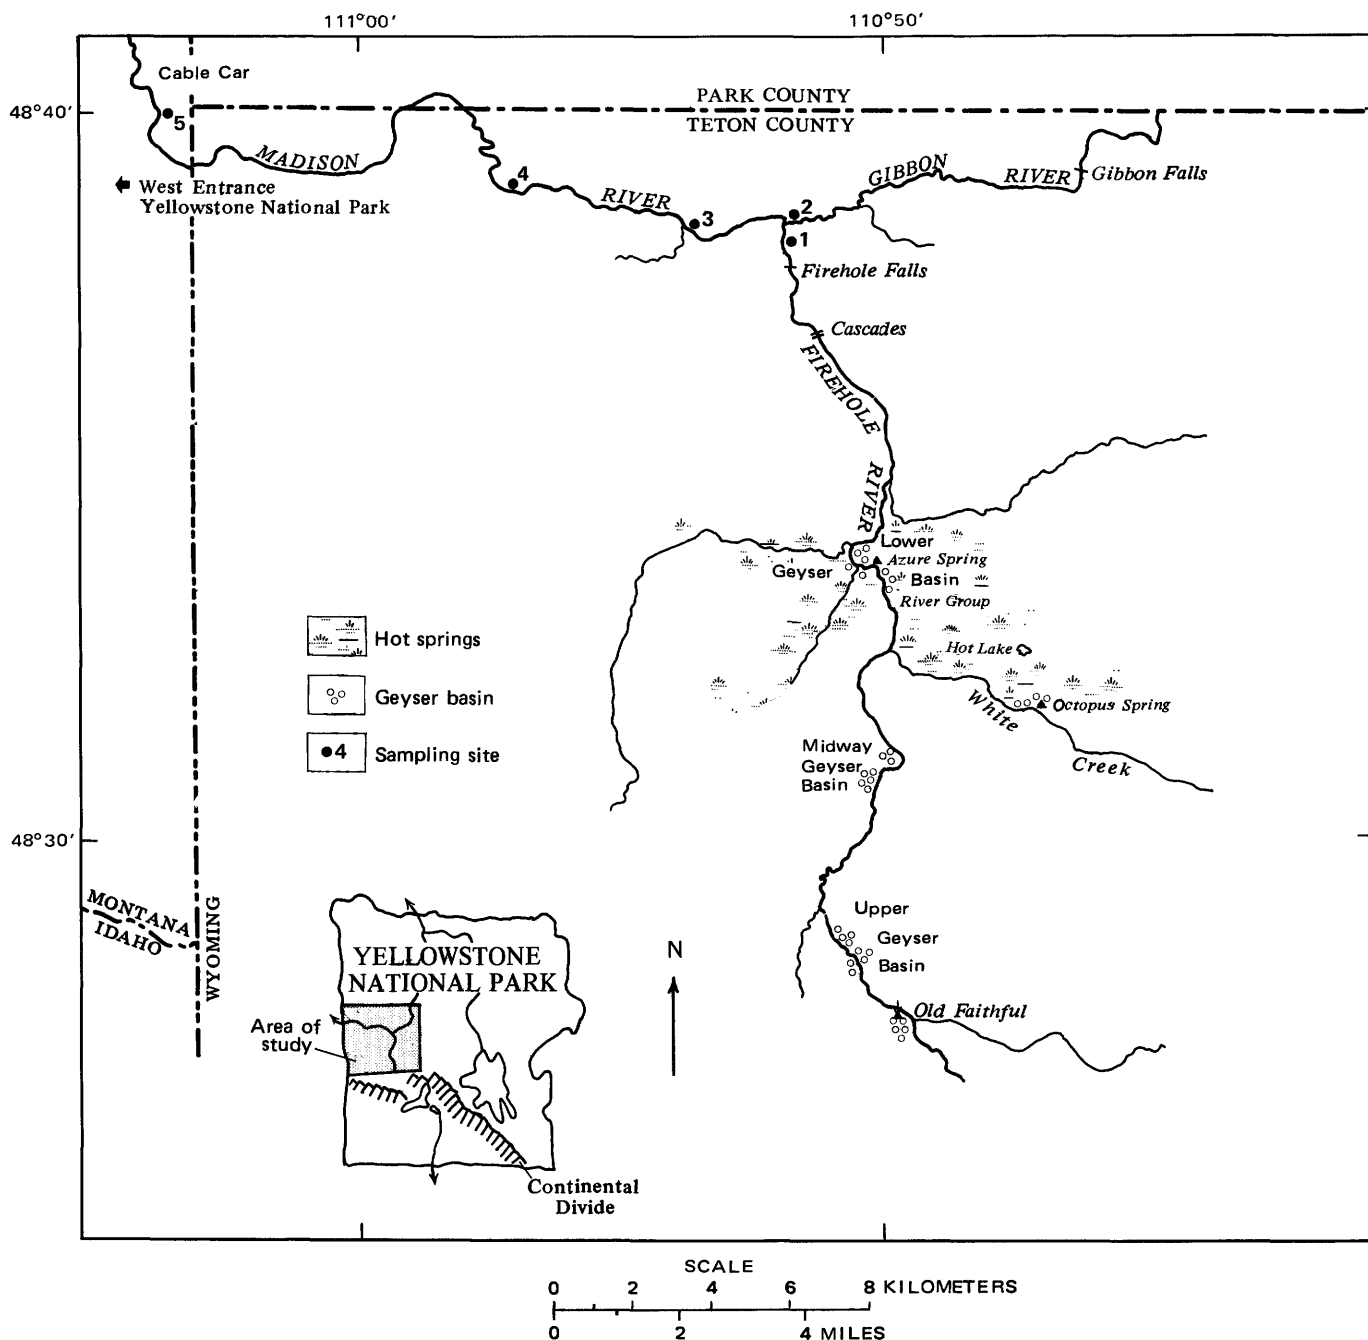 111°00'
110°50'
Cable Car
48°40'
5
PARK COUNTY
TETON COUNTY
MADISON
West Entrance
Yellowstone National Park
4
RIVER
3
2
1
GIBBON
RIVER
Gibbon Falls
Firehole Falls
Cascades
FIREHOLE
RIVER
Lower
Azure Spring
Geyser
Basin
River Group
Hot Lake
Octopus Spring
White
Creek
Hot springs
Geyser basin
4
Sampling site
Midway
Geyser
Basin
48°30'
MONTANA
IDAHO
WYOMING
Upper
Geyser
Basin
Old Faithful
N
YELLOWSTONE
NATIONAL PARK
Area of
study
Continental
Divide
SCALE
0 2 4 6 8 KILOMETERS
0 2 4 MILES